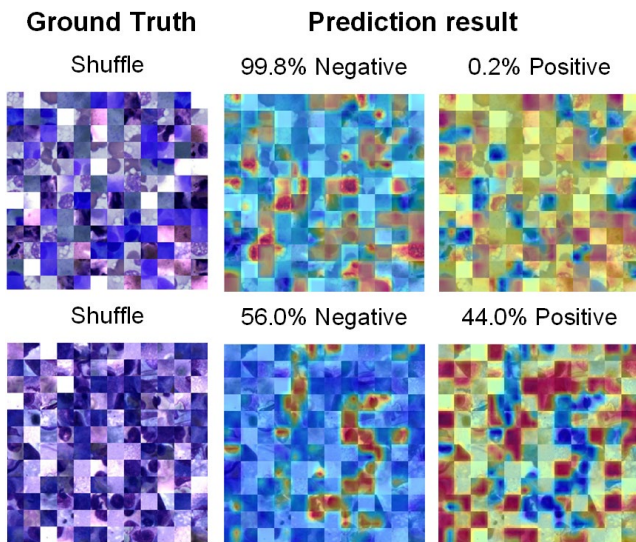 Ground Truth Prediction result
Shuffle 99.8% Negative 0.2% Positive
Shuffle 56.0% Negative 44.0% Positive